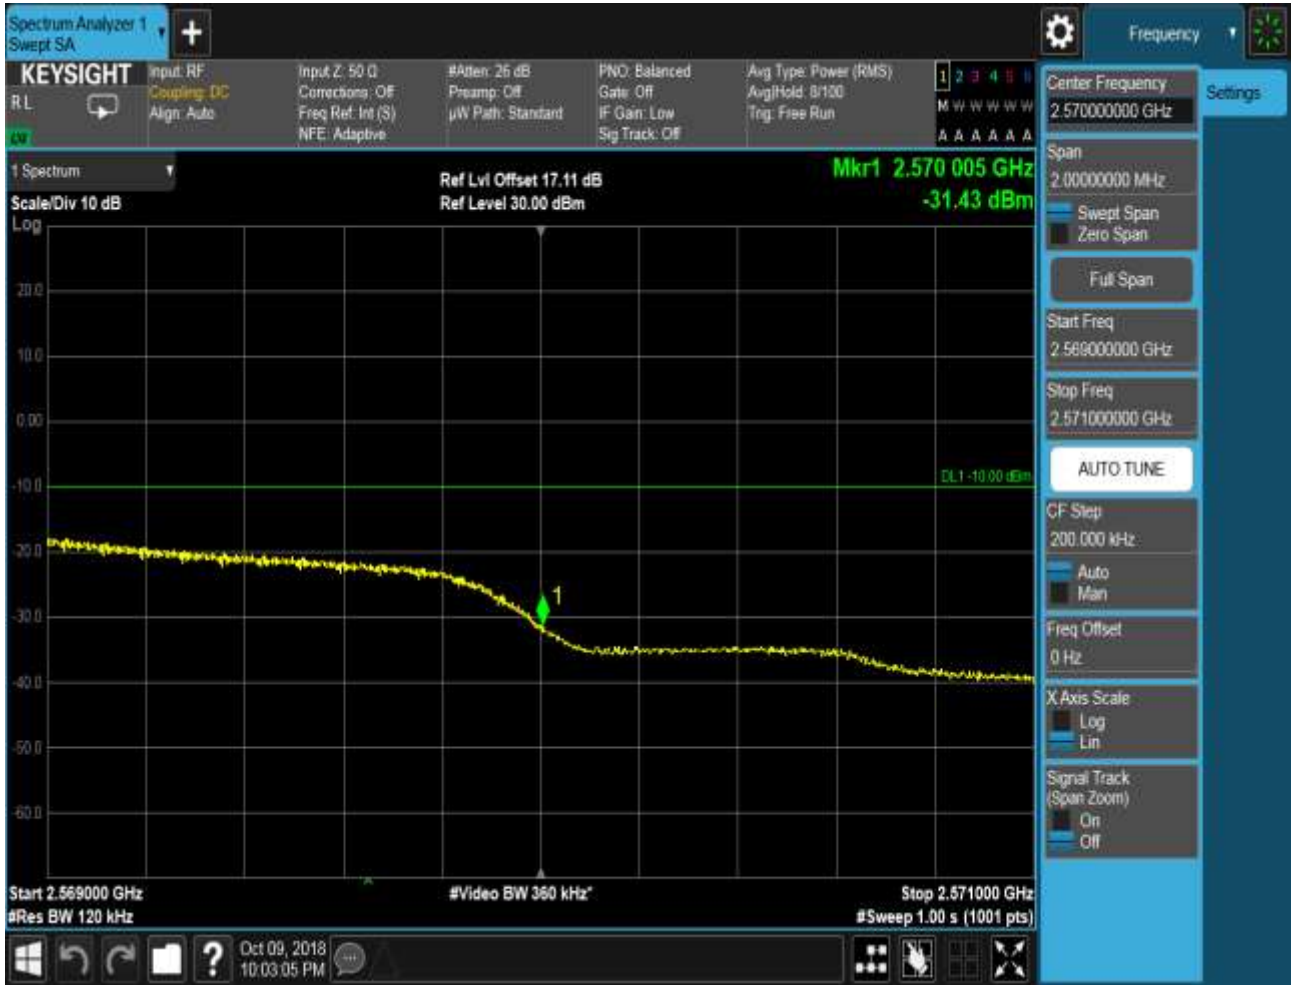 Spectrum Analyzer 1
Swept SA
+
Frequency
KEYSIGHT
R L
LW
Input: RF
Coupling: DC
Align: Auto
Input Z: 50 Ω
Corrections: Off
Freq Ref: Int (S)
NFE: Adaptive
#Atten: 26 dB
Preamp: Off
µW Path: Standard
PNO: Balanced
Gate: Off
IF Gain: Low
Sig Track: Off
Avg Type: Power (RMS)
Avg|Hold: 8/100
Trig: Free Run
1 2 3 4 5 6
M W W W W W
A A A A A A
1 Spectrum
Scale/Div 10 dB
Log
Ref Lvl Offset 17.11 dB
Ref Level 30.00 dBm
Mkr1 2.570 005 GHz
-31.43 dBm
20.0
10.0
0.00
DL1 -10.00 dBm
-10.0
-20.0
1
-30.0
-40.0
-50.0
-60.0
Start 2.569000 GHz
#Res BW 120 kHz
#Video BW 360 kHz*
Stop 2.571000 GHz
#Sweep 1.00 s (1001 pts)
?
Oct 09, 2018
10:03:05 PM
Center Frequency
2.570000000 GHz
Settings
Span
2.00000000 MHz
Swept Span
Zero Span
Full Span
Start Freq
2.569000000 GHz
Stop Freq
2.571000000 GHz
AUTO TUNE
CF Step
200.000 kHz
Auto
Man
Freq Offset
0 Hz
X Axis Scale
Log
Lin
Signal Track
(Span Zoom)
On
Off